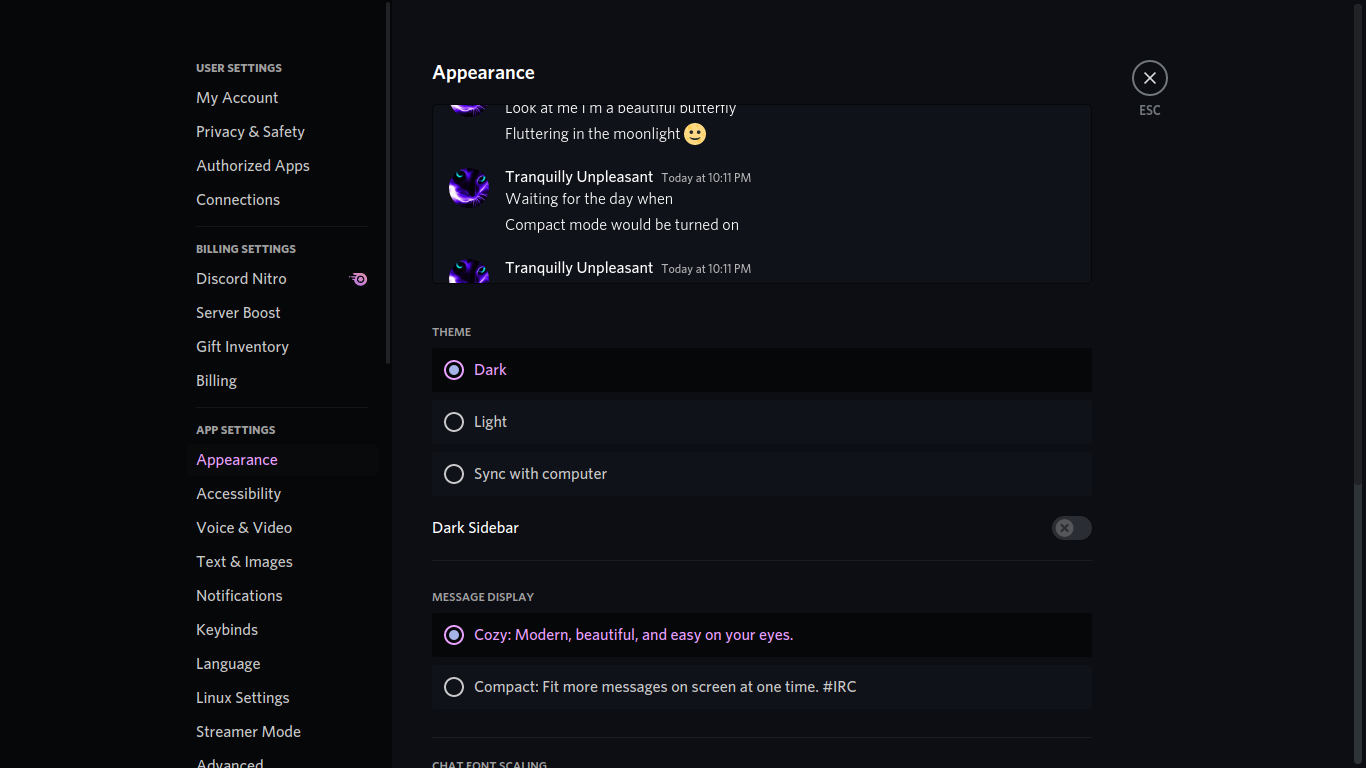 USER SETTINGS
My Account
Privacy & Safety
Authorized Apps
Connections
BILLING SETTINGS
Discord Nitro
Server Boost
Gift Inventory
Billing
APP SETTINGS
Appearance
Accessibility
Voice & Video
Text & Images
Notifications
Keybinds
Language
Linux Settings
Streamer Mode
Advanced
Appearance
Look at me I'm a beautiful butterfly
Fluttering in the moonlight 🙂
Tranquilly Unpleasant Today at 10:11 PM
Waiting for the day when
Compact mode would be turned on
Tranquilly Unpleasant Today at 10:11 PM
THEME
Dark
Light
Sync with computer
Dark Sidebar
MESSAGE DISPLAY
Cozy: Modern, beautiful, and easy on your eyes.
Compact: Fit more messages on screen at one time. #IRC
CHAT FONT SCALING
ESC